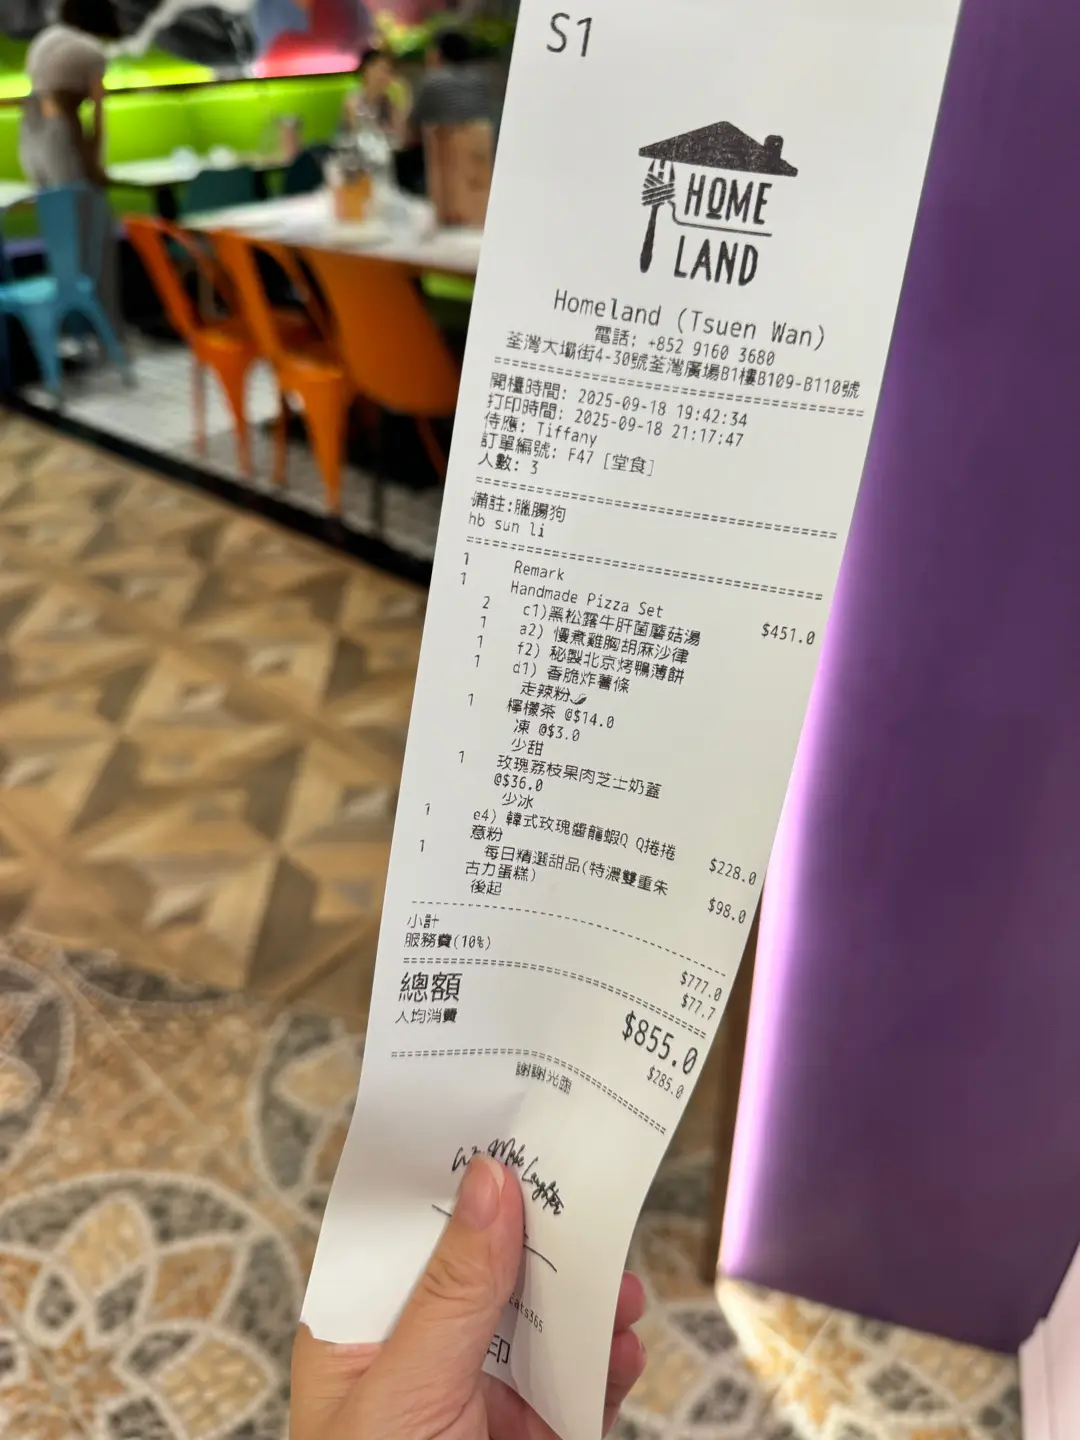 S1
HOME
LAND
Homeland (Tsuen Wan)
電話: +852 9160 3680
荃灣大壩街4-30號荃灣廣場B1樓B109-B110號
開檯時間: 2025-09-18 19:42:34
打印時間: 2025-09-18 21:17:47
侍應: Tiffany
訂單編號: F47 [堂食]
人數: 3
備註:臘腸狗
hb sun li
1 Remark
1 Handmade Pizza Set $451.0
2 c1)黑松露牛肝菌蘑菇湯
1 a2) 慢煮雞胸胡麻沙律
1 f2) 秘製北京烤鴨薄餅
1 d1) 香脆炸薯條
走辣粉🌶
1 檸檬茶 @$14.0
凍 @$3.0
少甜
1 玫瑰荔枝果肉芝士奶蓋
@$36.0
少冰
1 e4) 韓式玫瑰醬龍蝦Q Q捲捲 $228.0
意粉
1 每日精選甜品(特濃雙重朱 $98.0
古力蛋糕)
後起
小計 $777.0
服務費(10%) $77.7
總額 $855.0
人均消費 $285.0
謝謝光臨
Make Laughter
Eats365
印